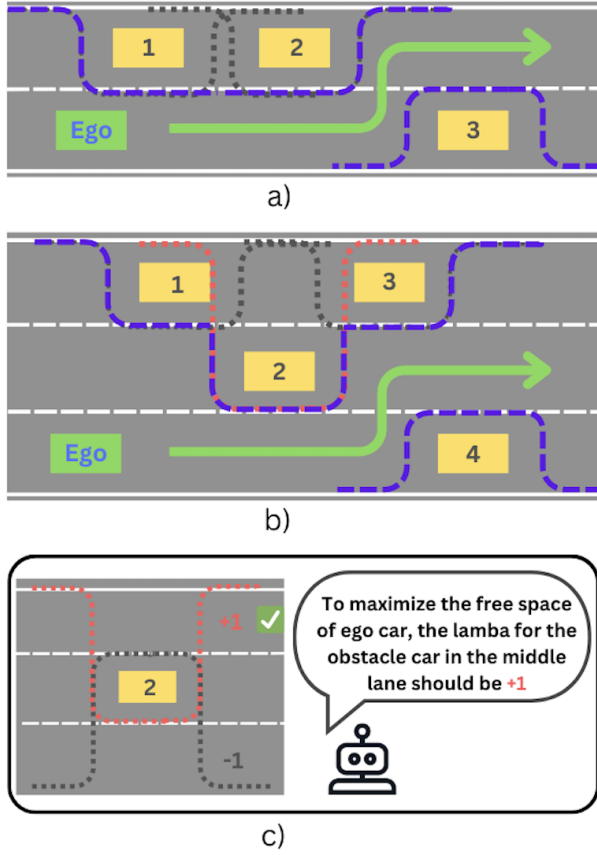 1
2
Ego
3
a)
1
3
2
Ego
4
b)
+1
2
-1
To maximize the free space
of ego car, the lamba for the
obstacle car in the middle
lane should be +1
c)